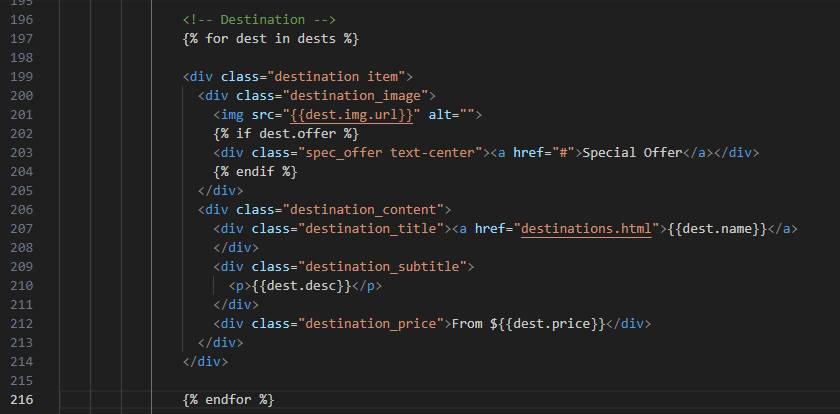 195
196 <!-- Destination -->
197 {% for dest in dests %}
198
199 <div class="destination item">
200 <div class="destination_image">
201 <img src="{{dest.img.url}}" alt="">
202 {% if dest.offer %}
203 <div class="spec_offer text-center"><a href="#">Special Offer</a></div>
204 {% endif %}
205 </div>
206 <div class="destination_content">
207 <div class="destination_title"><a href="destinations.html">{{dest.name}}</a>
208 </div>
209 <div class="destination_subtitle">
210 <p>{{dest.desc}}</p>
211 </div>
212 <div class="destination_price">From ${{dest.price}}</div>
213 </div>
214 </div>
215
216 {% endfor %}